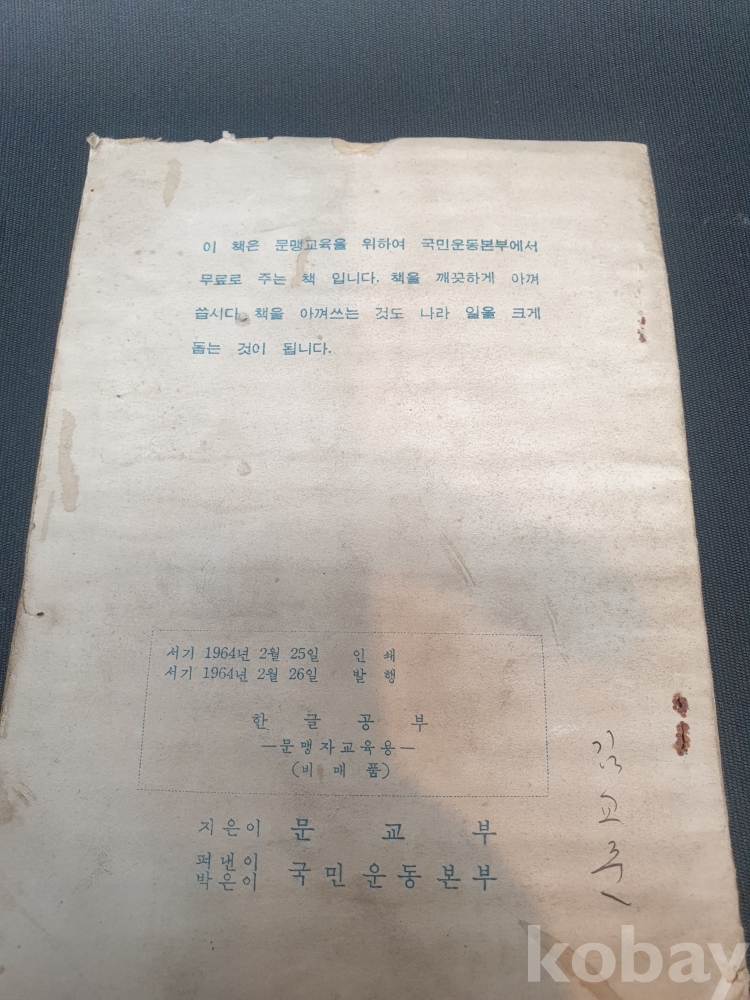 이 책은 문맹교육을 위하여 국민운동본부에서
무료로 주는 책 입니다. 책을 깨끗하게 아껴
씁시다. 책을 아껴쓰는 것도 나라 일을 크게
돕는 것이 됩니다.
서기 1964년 2월 25일 인 쇄
서기 1964년 2월 26일 발 행
한 글 공 부
—문맹자교육용—
(비 매 품)
지은이 문 교 부
펴낸이
박은이 국민운동본부
김교
kobay